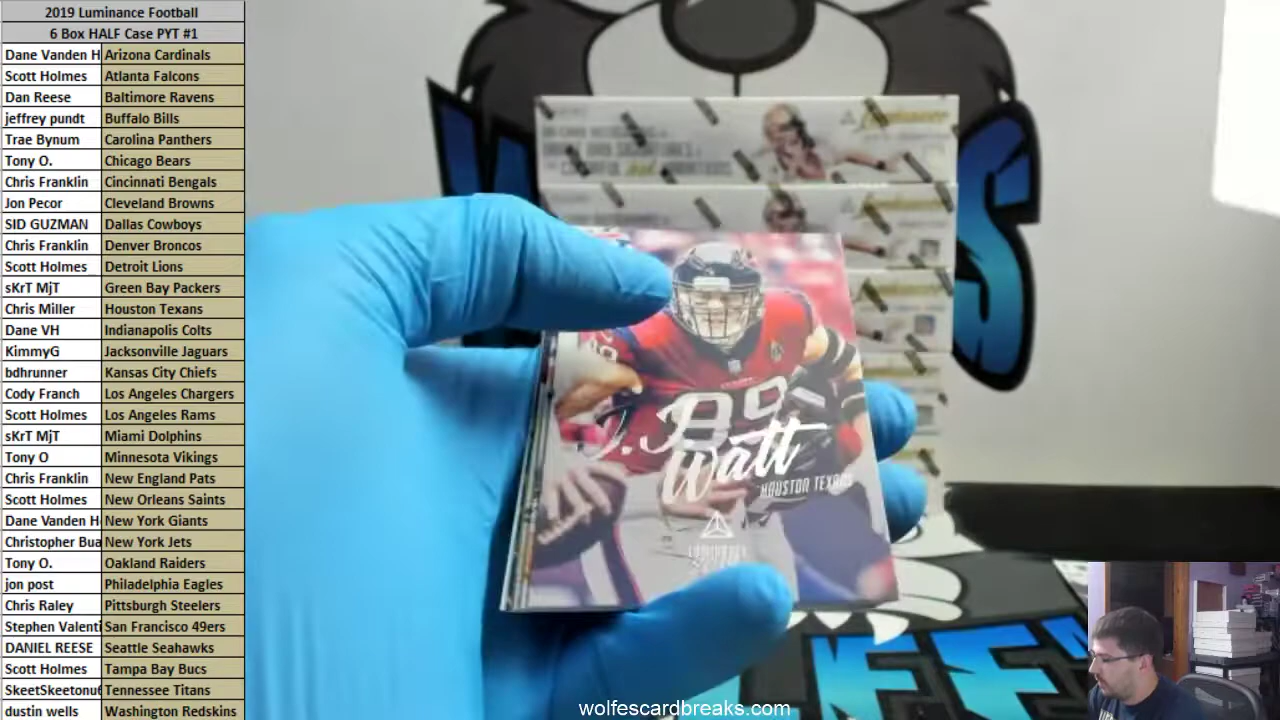 2019 Luminance Football
6 Box HALF Case PYT #1
Dane Vanden H Arizona Cardinals
Scott Holmes Atlanta Falcons
Dan Reese Baltimore Ravens
jeffrey pundt Buffalo Bills
Trae Bynum Carolina Panthers
Tony O. Chicago Bears
Chris Franklin Cincinnati Bengals
Jon Pecor Cleveland Browns
SID GUZMAN Dallas Cowboys
Chris Franklin Denver Broncos
Scott Holmes Detroit Lions
sKrT MjT Green Bay Packers
Chris Miller Houston Texans
Dane VH Indianapolis Colts
KimmyG Jacksonville Jaguars
bdhrunner Kansas City Chiefs
Cody Franch Los Angeles Chargers
Scott Holmes Los Angeles Rams
sKrT MjT Miami Dolphins
Tony O Minnesota Vikings
Chris Franklin New England Pats
Scott Holmes New Orleans Saints
Dane Vanden H New York Giants
Christopher Bua New York Jets
Tony O. Oakland Raiders
jon post Philadelphia Eagles
Chris Raley Pittsburgh Steelers
Stephen Valenti San Francisco 49ers
DANIEL REESE Seattle Seahawks
Scott Holmes Tampa Bay Bucs
SkeetSkeetonu Tennessee Titans
dustin wells Washington Redskins
89
J.J. Watt
HOUSTON TEXANS
LUMINANCE
wolfescardbreaks.com